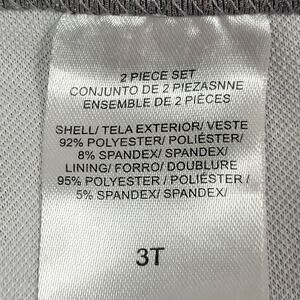 2 PIECE SET
CONJUNTO DE 2 PIEZASNNE
ENSEMBLE DE 2 PIÈCES
SHELL/ TELA EXTERIOR/ VESTE
92% POLYESTER/ POLIÉSTER/
8% SPANDEX/ SPANDEX/
LINING/ FORRO/ DOUBLURE
95% POLYESTER / POLIÉSTER /
5% SPANDEX/ SPANDEX/
3T